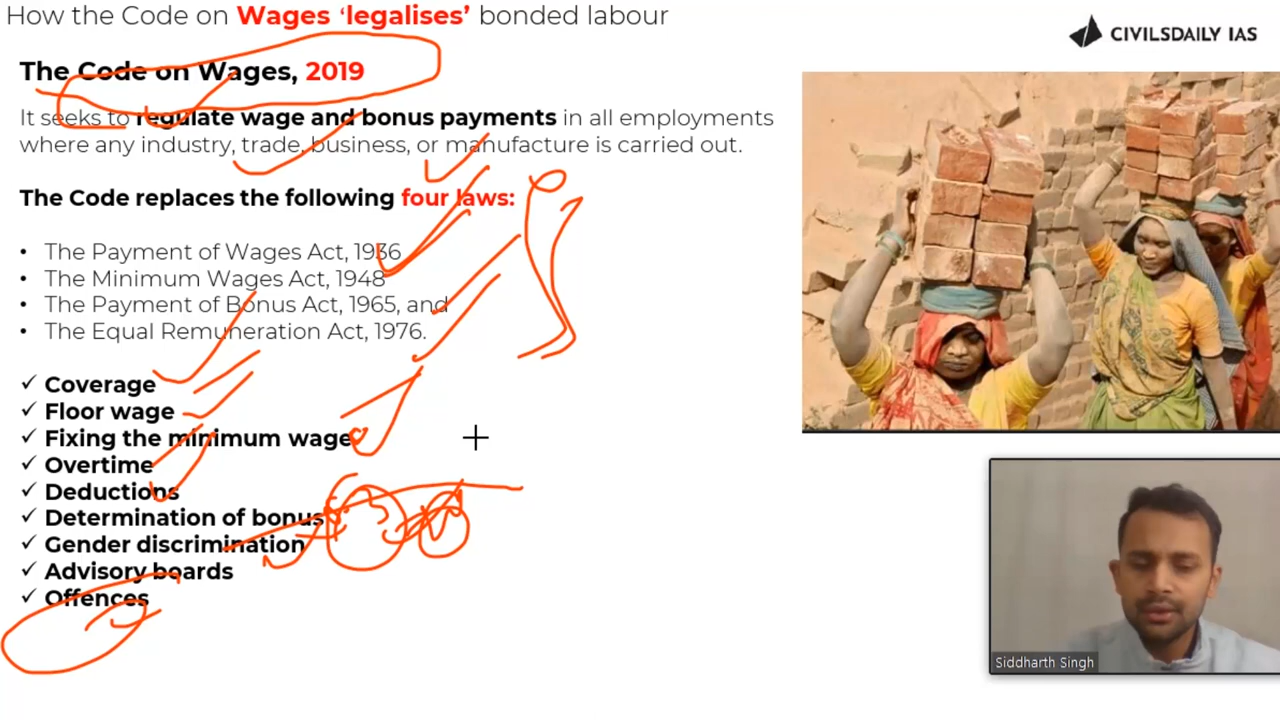 How the Code on Wages ‘legalises’ bonded labour
CIVILSDAILY IAS
The Code on Wages, 2019
It seeks to regulate wage and bonus payments in all employments
where any industry, trade, business, or manufacture is carried out.
The Code replaces the following four laws:
• The Payment of Wages Act, 1936
• The Minimum Wages Act, 1948
• The Payment of Bonus Act, 1965, and
• The Equal Remuneration Act, 1976.
✓ Coverage
✓ Floor wage
✓ Fixing the minimum wage
✓ Overtime
✓ Deductions
✓ Determination of bonus
✓ Gender discrimination
✓ Advisory boards
✓ Offences
Siddharth Singh